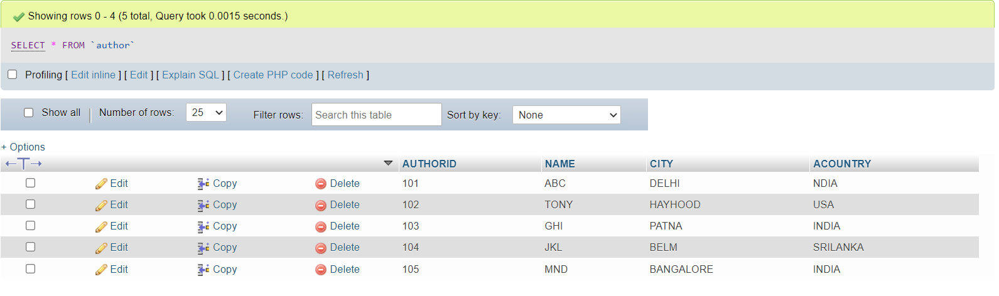 Showing rows 0 - 4 (5 total, Query took 0.0015 seconds.)
SELECT * FROM `author`
Profiling [ Edit inline ] [ Edit ] [ Explain SQL ] [ Create PHP code ] [ Refresh ]
Show all | Number of rows: 25 Filter rows: Search this table Sort by key: None
+ Options
←T→ AUTHORID NAME CITY ACOUNTRY
Edit Copy Delete 101 ABC DELHI NDIA
Edit Copy Delete 102 TONY HAYHOOD USA
Edit Copy Delete 103 GHI PATNA INDIA
Edit Copy Delete 104 JKL BELM SRILANKA
Edit Copy Delete 105 MND BANGALORE INDIA